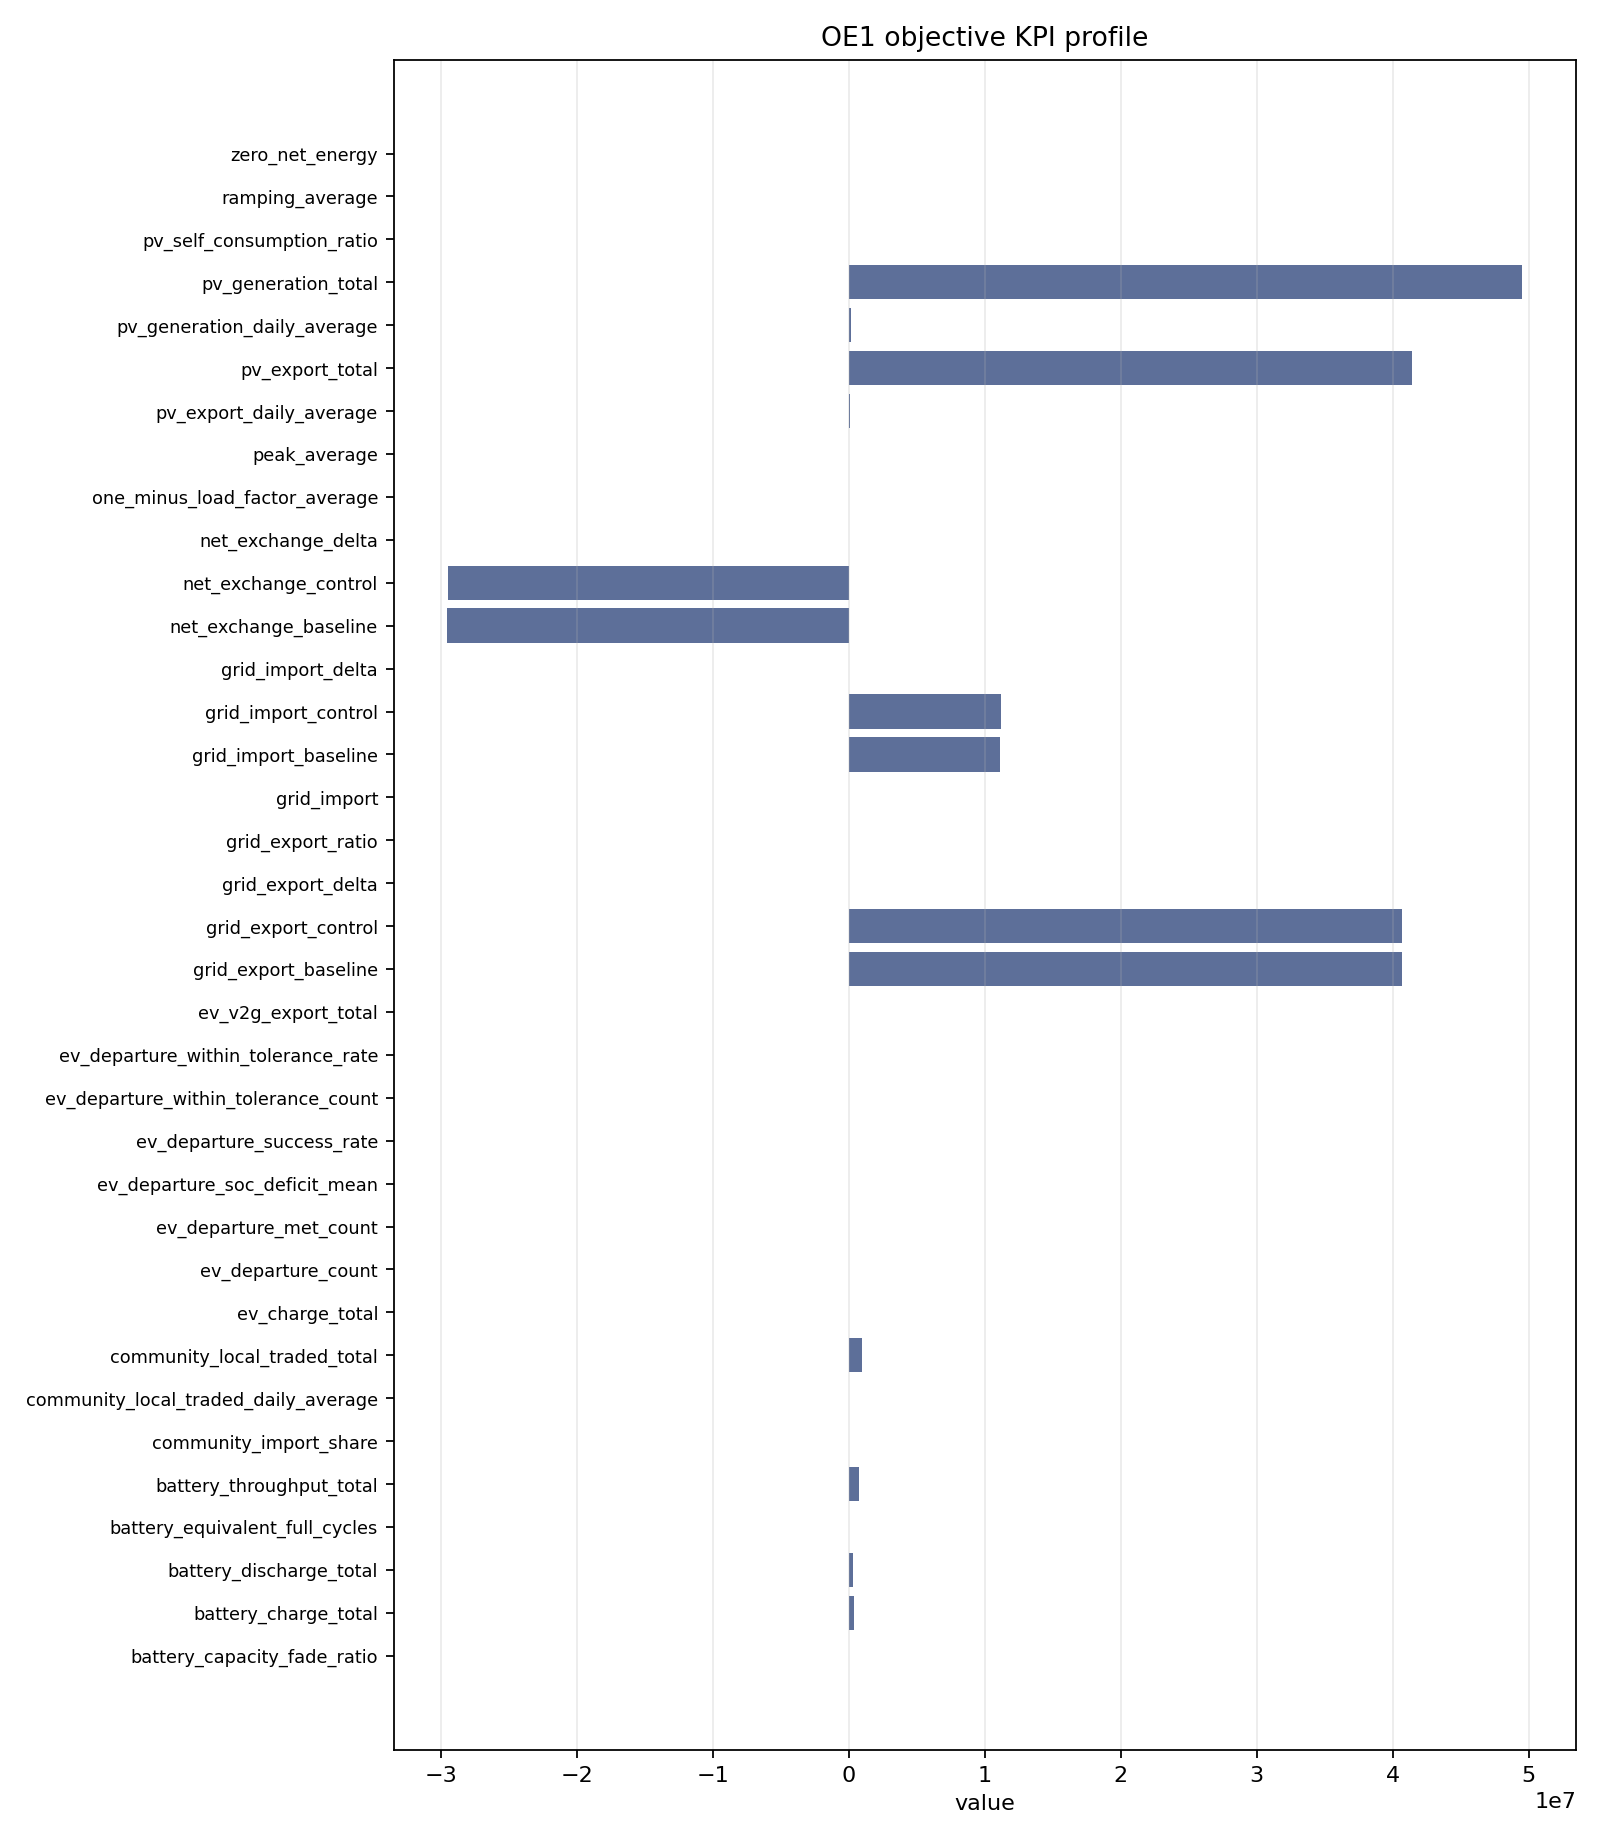 OE1 objective KPI profile
zero_net_energy
ramping_average
pv_self_consumption_ratio
pv_generation_total
pv_generation_daily_average
pv_export_total
pv_export_daily_average
peak_average
one_minus_load_factor_average
net_exchange_delta
net_exchange_control
net_exchange_baseline
grid_import_delta
grid_import_control
grid_import_baseline
grid_import
grid_export_ratio
grid_export_delta
grid_export_control
grid_export_baseline
ev_v2g_export_total
ev_departure_within_tolerance_rate
ev_departure_within_tolerance_count
ev_departure_success_rate
ev_departure_soc_deficit_mean
ev_departure_met_count
ev_departure_count
ev_charge_total
community_local_traded_total
community_local_traded_daily_average
community_import_share
battery_throughput_total
battery_equivalent_full_cycles
battery_discharge_total
battery_charge_total
battery_capacity_fade_ratio
−3 −2 −1 0 1 2 3 4 5
value
1e7